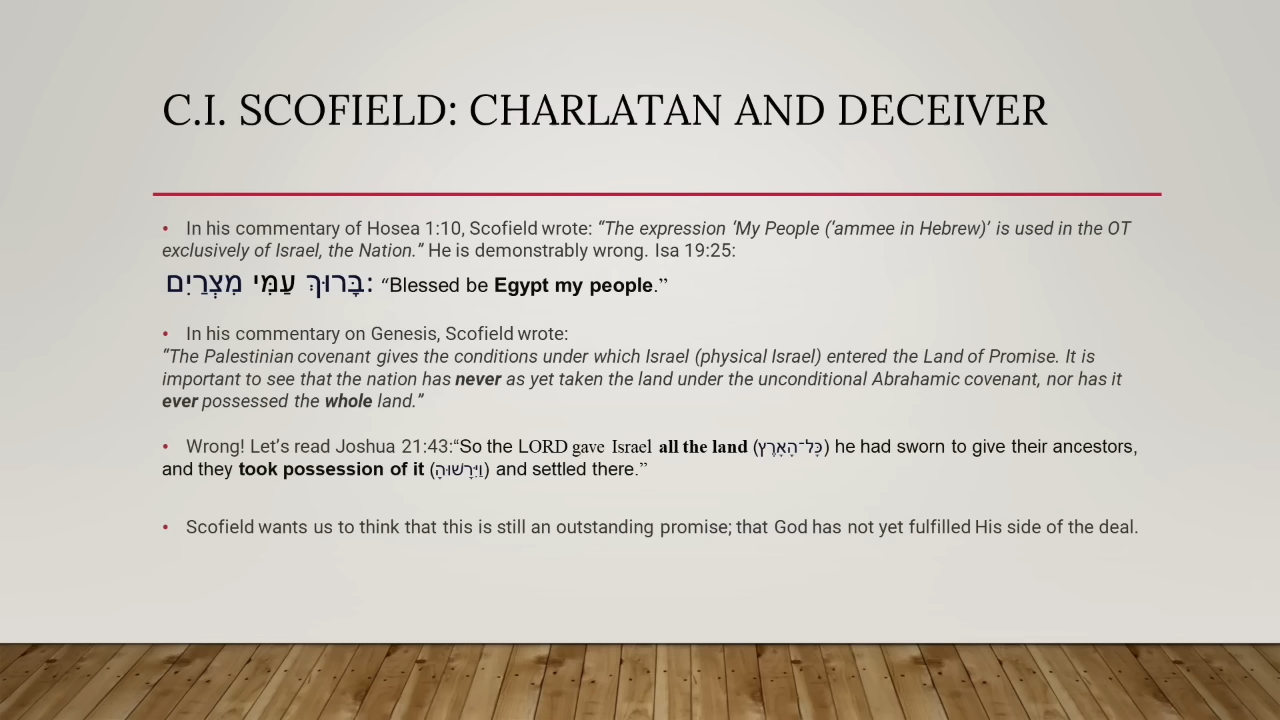 C.I. SCOFIELD: CHARLATAN AND DECEIVER
• In his commentary of Hosea 1:10, Scofield wrote: “The expression ‘My People (‘ammee in Hebrew)’ is used in the OT
exclusively of Israel, the Nation.” He is demonstrably wrong. Isa 19:25:
בָּרוּךְ עַמִּי מִצְרַיִם: “Blessed be Egypt my people.”
• In his commentary on Genesis, Scofield wrote:
“The Palestinian covenant gives the conditions under which Israel (physical Israel) entered the Land of Promise. It is
important to see that the nation has never as yet taken the land under the unconditional Abrahamic covenant, nor has it
ever possessed the whole land.”
• Wrong! Let’s read Joshua 21:43:“So the LORD gave Israel all the land (כָּל־הָאָרֶץ) he had sworn to give their ancestors,
and they took possession of it (וַיִּרָשׁוּהָ) and settled there.”
• Scofield wants us to think that this is still an outstanding promise; that God has not yet fulfilled His side of the deal.